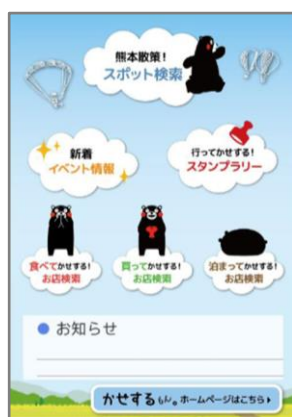 熊本散策!
スポット検索
新着
イベント情報
行ってかせする!
スタンプラリー
食べてかせする!
お店検索
買ってかせする!
お店検索
泊まってかせする!
お店検索
お知らせ
かせするもん。ホームページはこちら